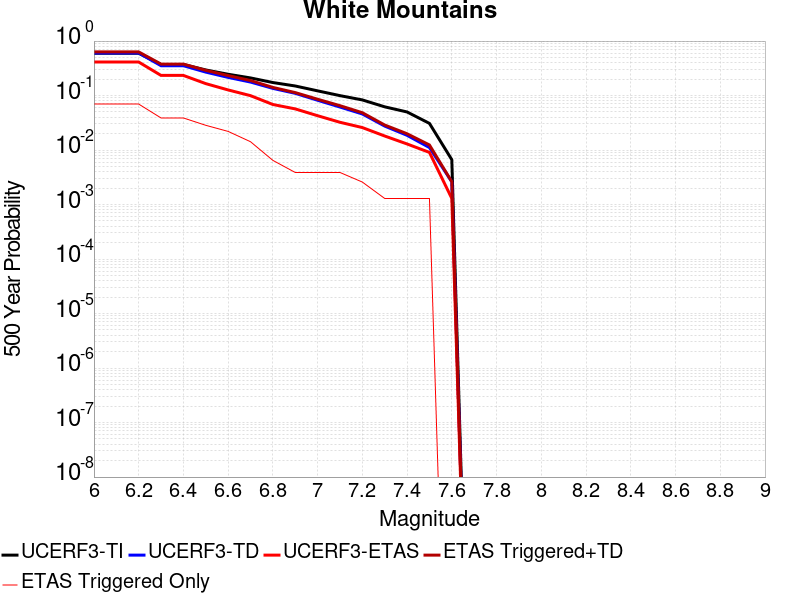 White Mountains
10^0
10^-1
10^-2
10^-3
10^-4
10^-5
10^-6
10^-7
10^-8
500 Year Probability
6 6.2 6.4 6.6 6.8 7 7.2 7.4 7.6 7.8 8 8.2 8.4 8.6 8.8 9
Magnitude
UCERF3-TI UCERF3-TD UCERF3-ETAS ETAS Triggered+TD
ETAS Triggered Only